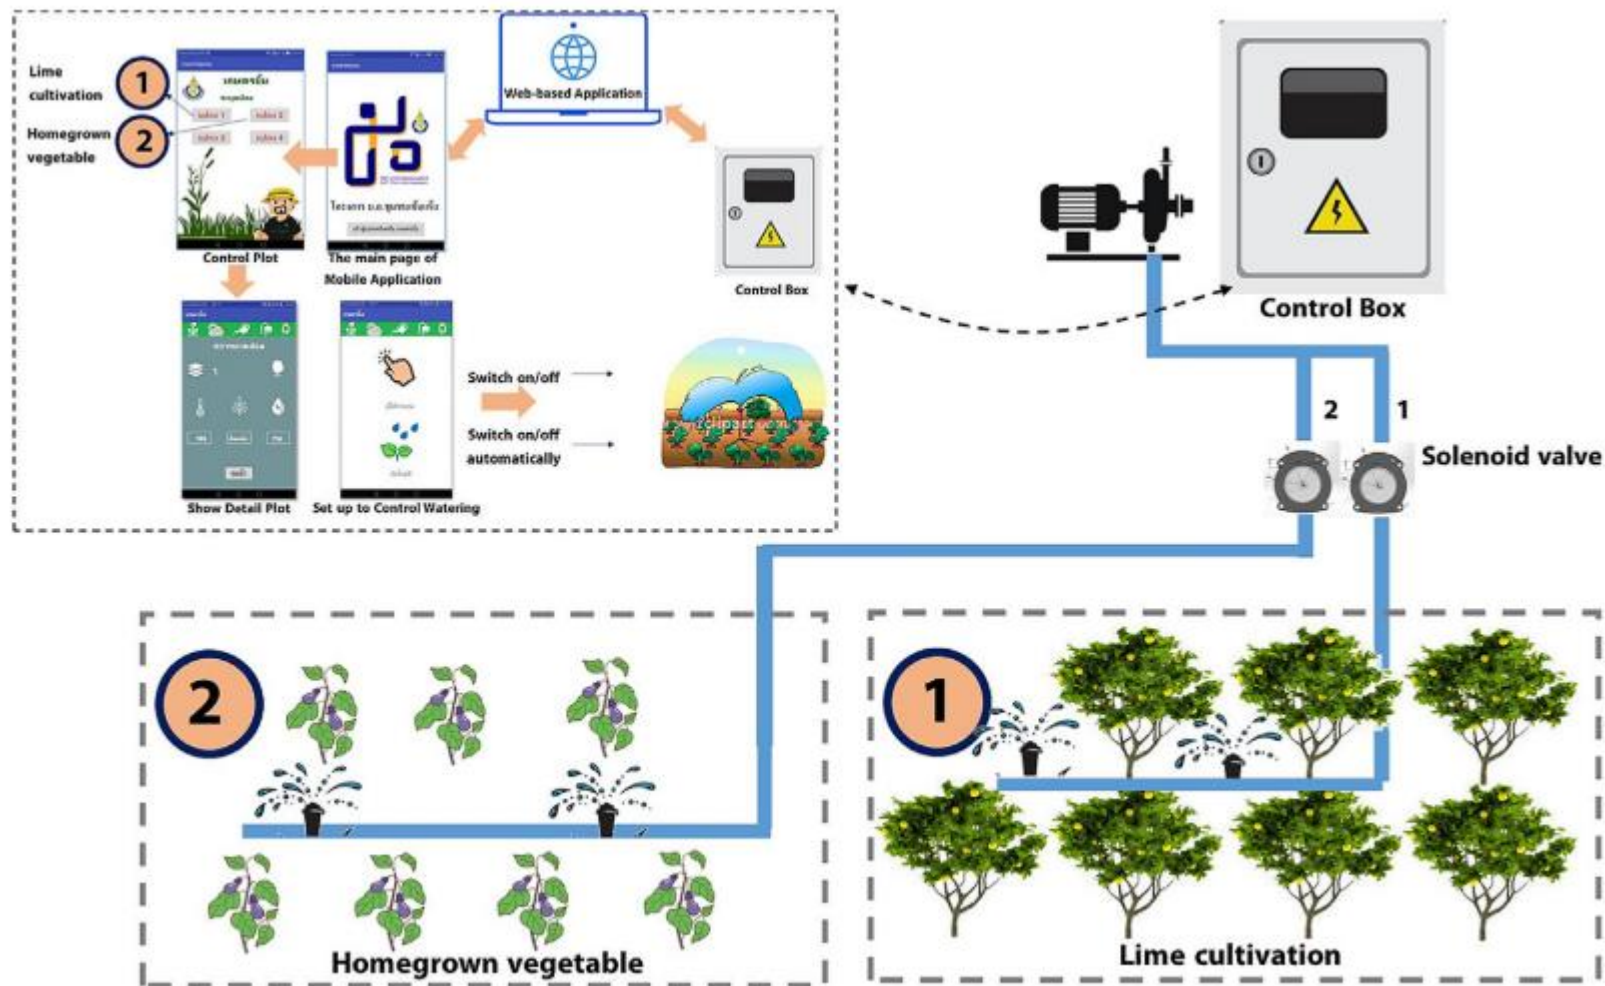 Web-based Application
Lime
cultivation
1
Homegrown
vegetable
2
Control Plot
The main page of
Mobile Application
Control Box
Show Detail Plot
Set up to Control Watering
Switch on/off
Switch on/off
automatically
Control Box
2
1
Solenoid valve
2
Homegrown vegetable
1
Lime cultivation